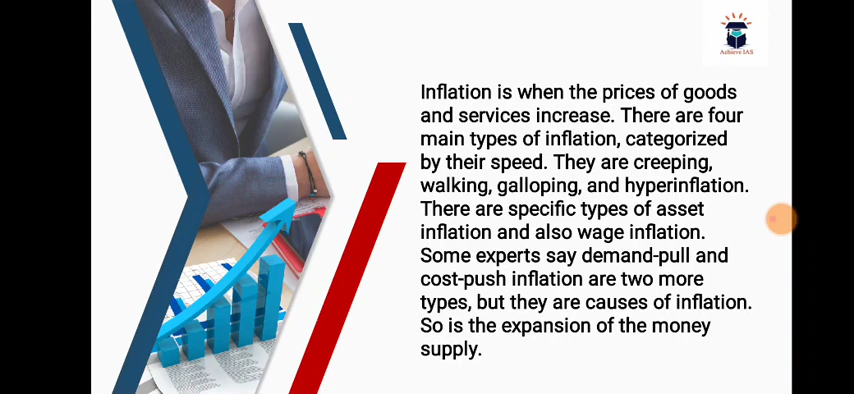 Achieve IAS
Inflation is when the prices of goods
and services increase. There are four
main types of inflation, categorized
by their speed. They are creeping,
walking, galloping, and hyperinflation.
There are specific types of asset
inflation and also wage inflation.
Some experts say demand-pull and
cost-push inflation are two more
types, but they are causes of inflation.
So is the expansion of the money
supply.